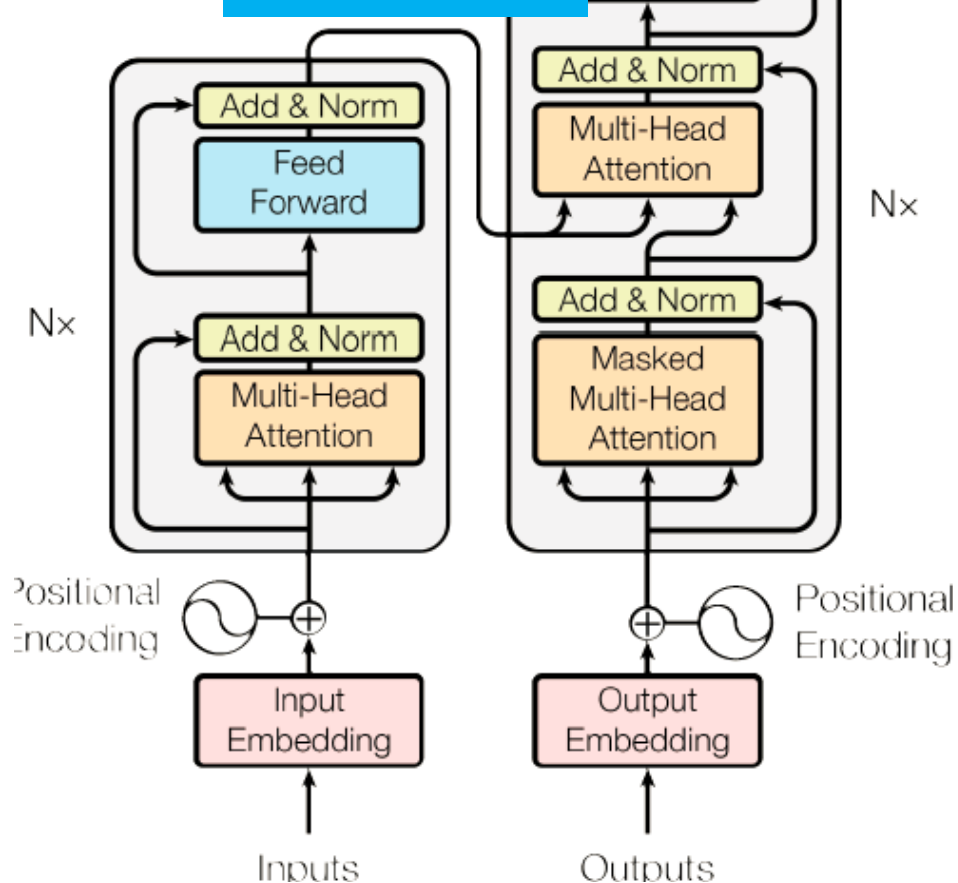 Add & Norm
Feed
Forward
Add & Norm
Multi-Head
Attention
Nx
Positional
Encoding
Input
Embedding
Inputs
Add & Norm
Multi-Head
Attention
Nx
Add & Norm
Masked
Multi-Head
Attention
Positional
Encoding
Output
Embedding
Outputs